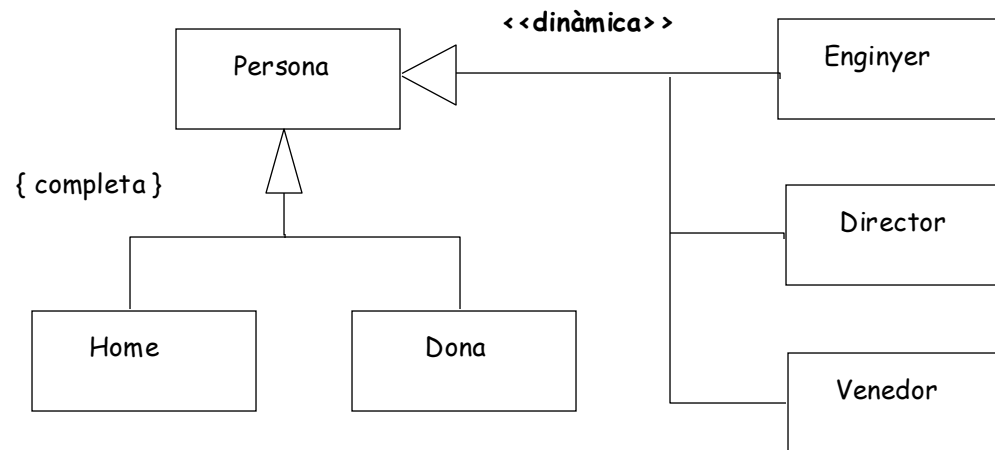 <<dinàmica>>
Persona
Enginyer
{ completa }
Director
Home
Dona
Venedor